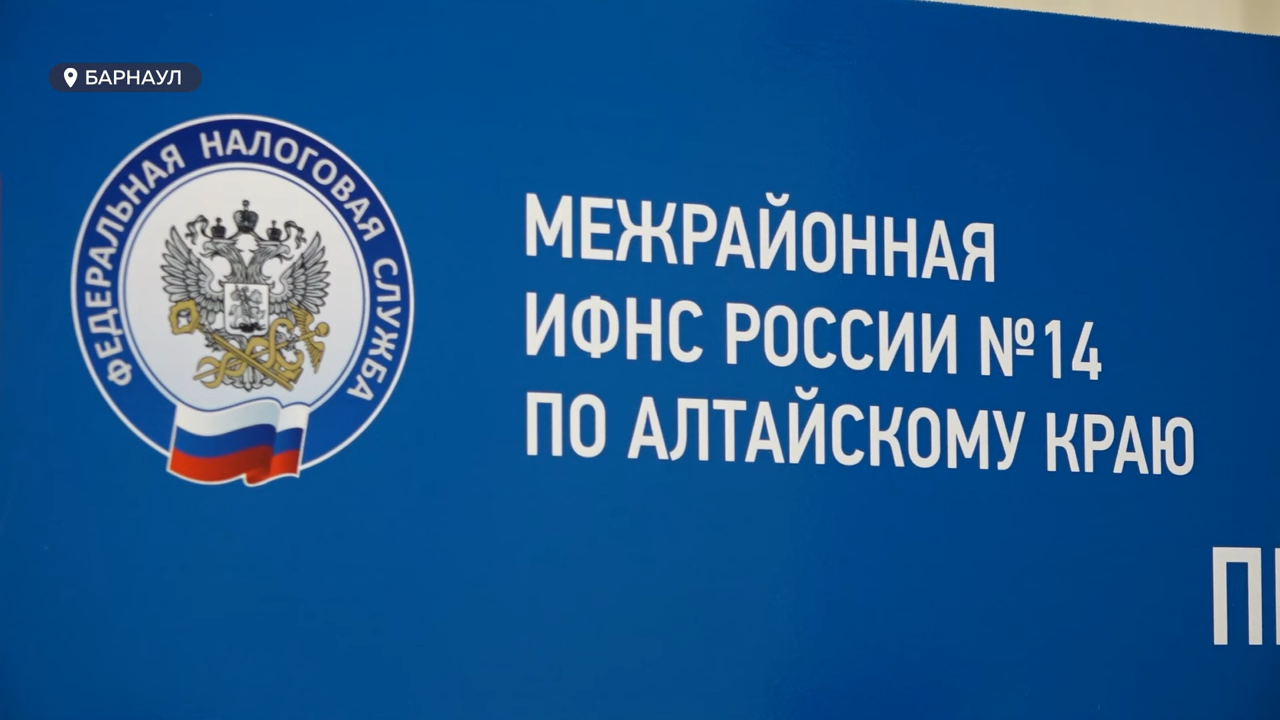 БАРНАУЛ
ФЕДЕРАЛЬНАЯ НАЛОГОВАЯ СЛУЖБА
МЕЖРАЙОННАЯ
ИФНС РОССИИ №14
ПО АЛТАЙСКОМУ КРАЮ